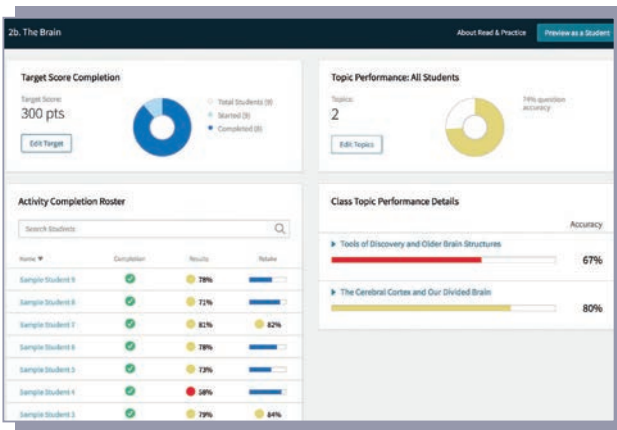 2b. The Brain
About Read & Practice
Preview as a Student
Target Score Completion
Target Score:
300 pts
Edit Target
Total Students (9)
Started (9)
Completed (8)
Topic Performance: All Students
Topics:
2
Edit Topics
74% question
accuracy
Activity Completion Roster
Search Students
Name Completion Results Retake
Sample Student 9 78%
Sample Student 8 71%
Sample Student 7 81% 82%
Sample Student 6 78%
Sample Student 5 73%
Sample Student 4 58%
Sample Student 3 79% 84%
Class Topic Performance Details
Accuracy
Tools of Discovery and Older Brain Structures
67%
The Cerebral Cortex and Our Divided Brain
80%